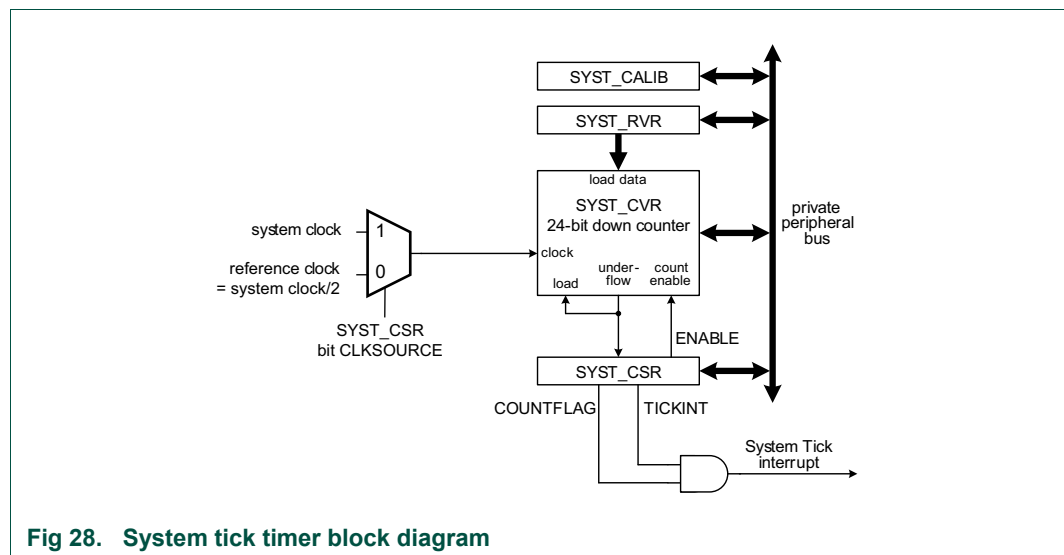 SYST_CALIB
SYST_RVR
load data
SYST_CVR
24-bit down counter
private
peripheral
bus
system clock
1
clock
reference clock
= system clock/2
0
under-
flow
count
enable
load
SYST_CSR
bit CLKSOURCE
ENABLE
SYST_CSR
COUNTFLAG
TICKINT
System Tick
interrupt
Fig 28. System tick timer block diagram